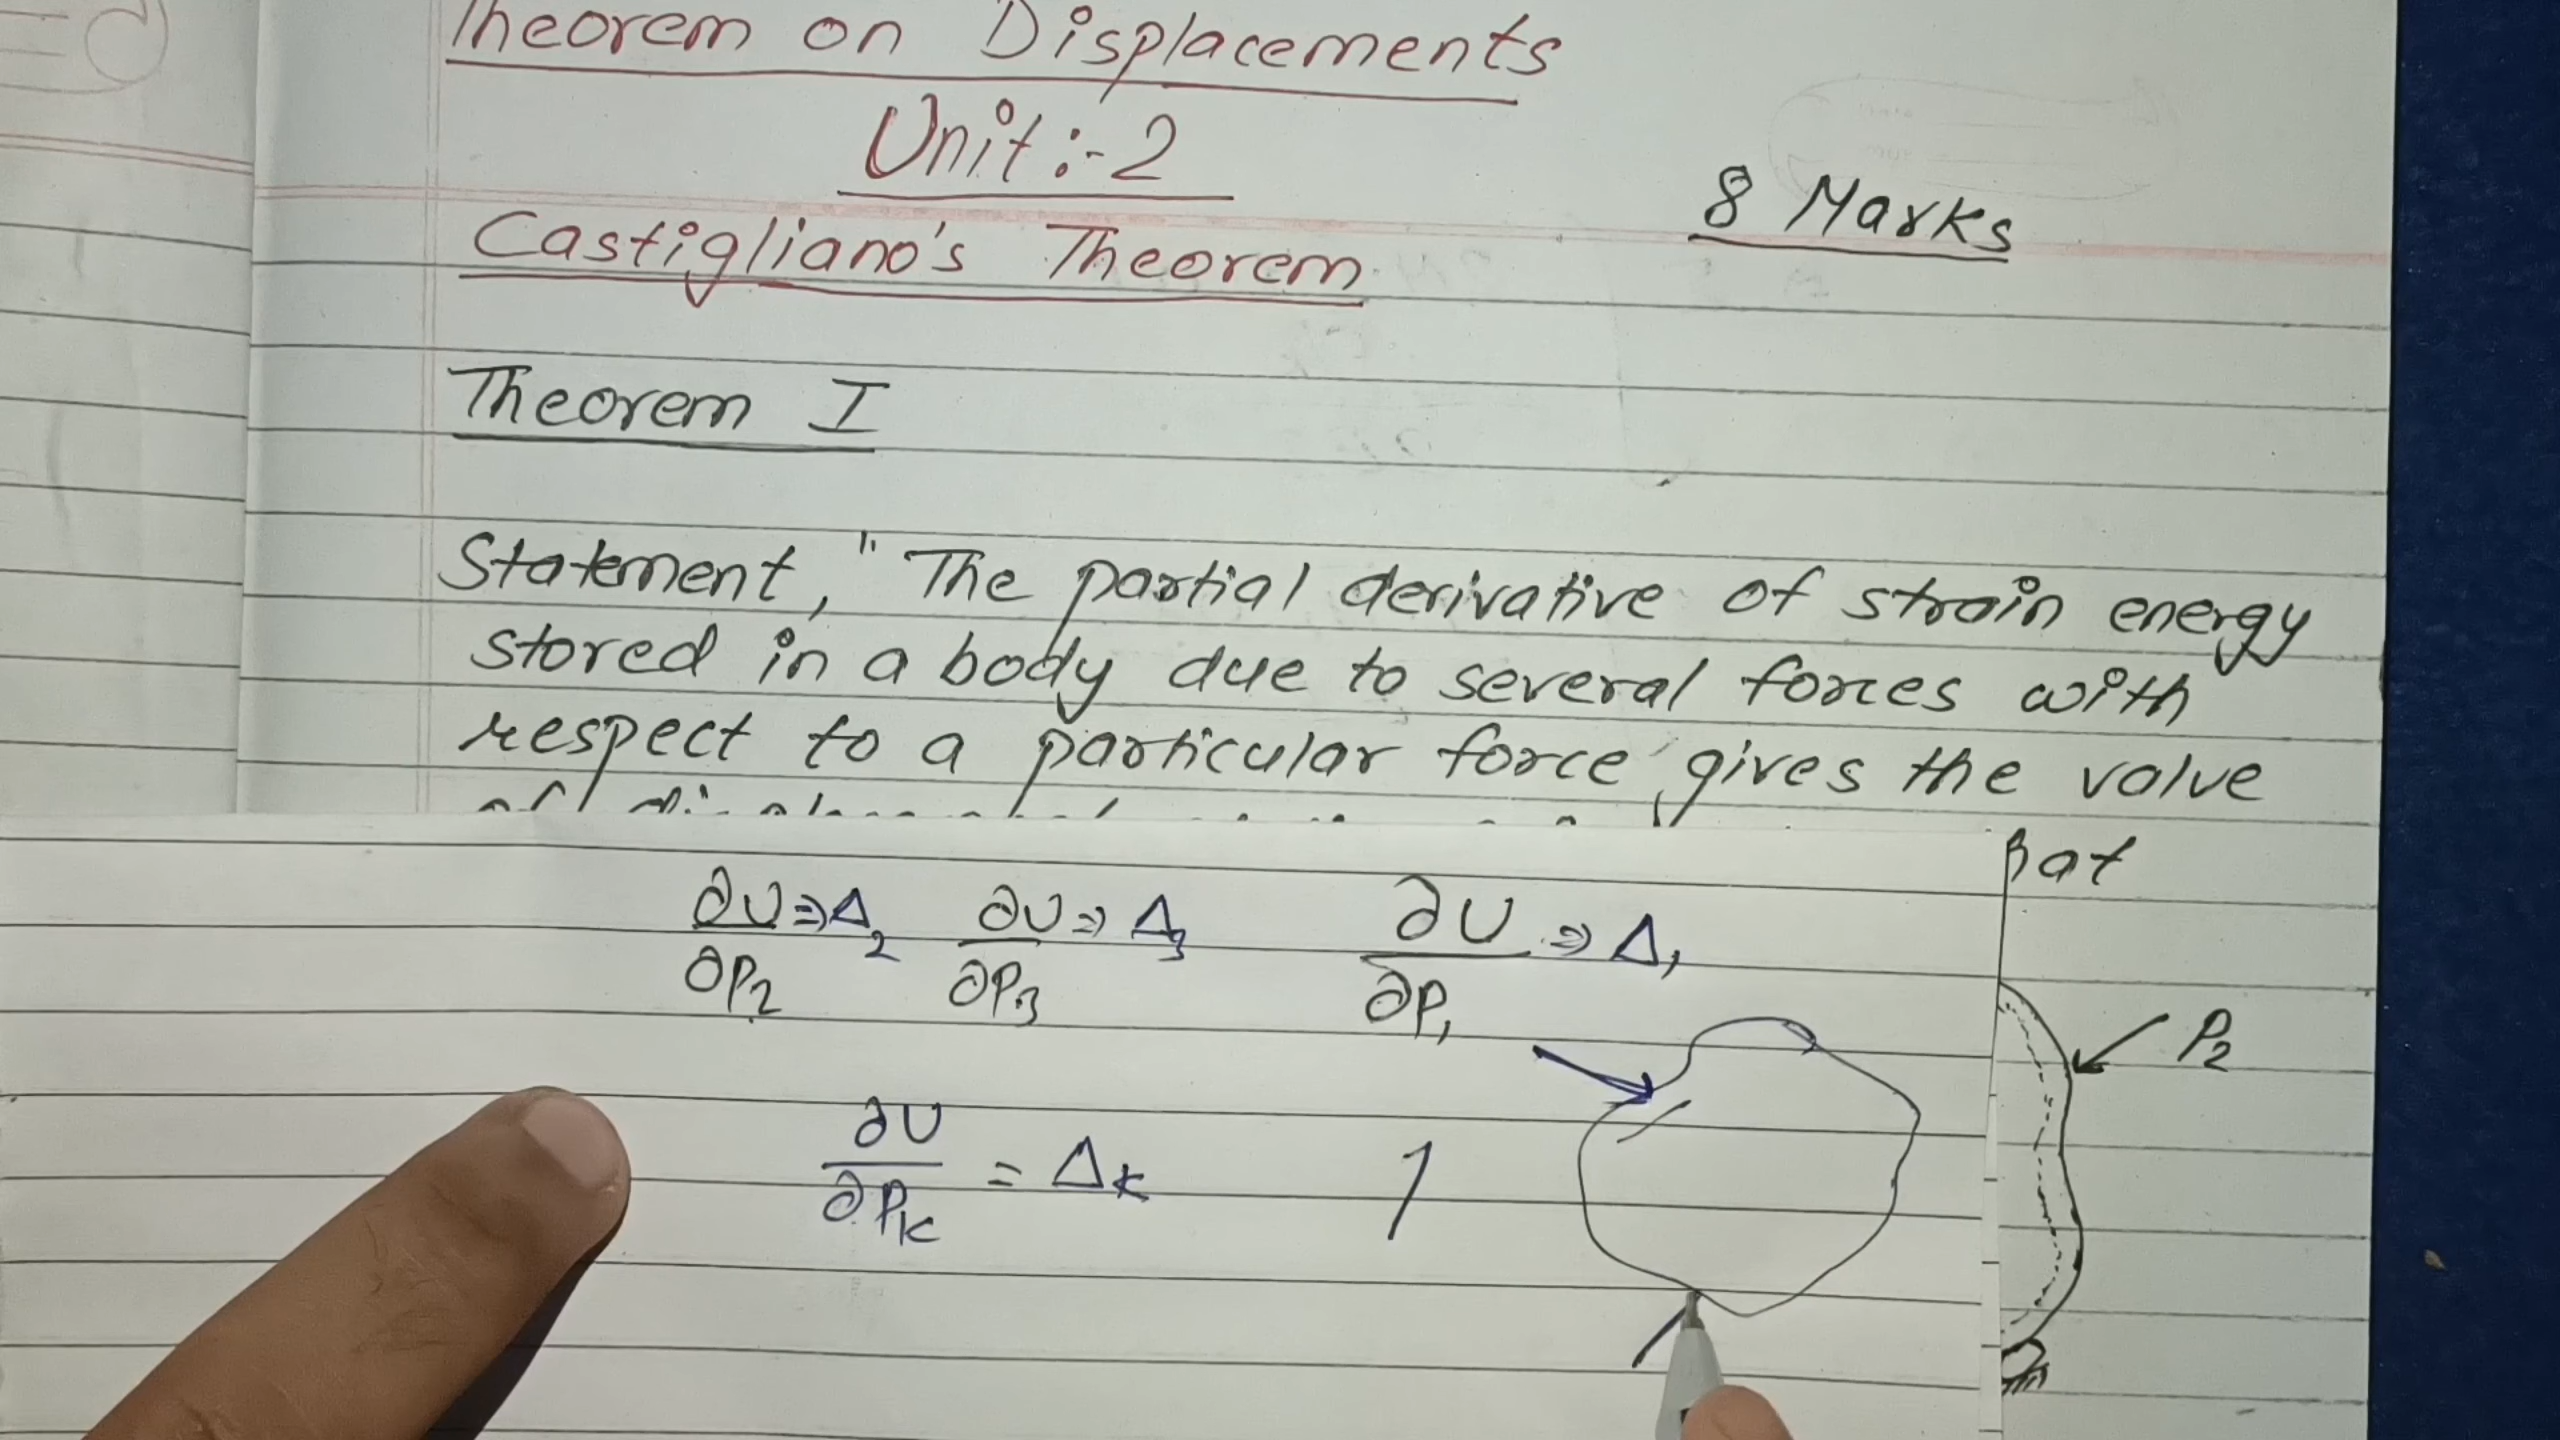 Theorem on Displacements
Unit :- 2
8 Marks
Castigliano's Theorem
Theorem I
Statement, " The partial derivative of strain energy
stored in a body due to several forces with
respect to a particular force gives the value
∂U/∂P2 ⇒ Δ2 ∂U/∂P3 ⇒ Δ3 ∂U/∂P1 ⇒ Δ1
P2
∂U/∂Pk = Δk